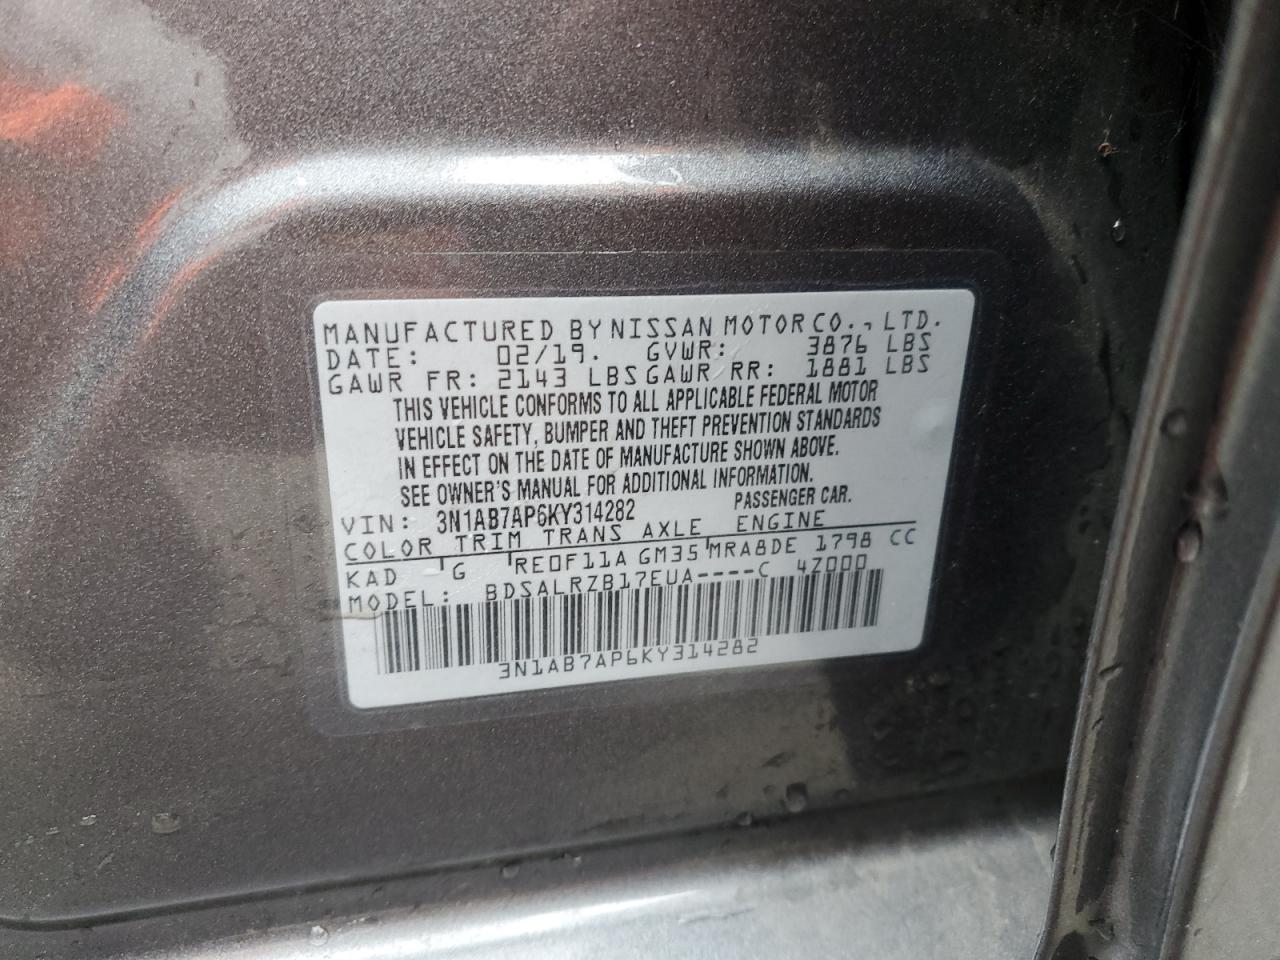 MANUFACTURED BY NISSAN MOTOR CO., LTD.
DATE: 02/19. GVWR: 3876 LBS
GAWR FR: 2143 LBS GAWR RR: 1881 LBS
THIS VEHICLE CONFORMS TO ALL APPLICABLE FEDERAL MOTOR
VEHICLE SAFETY, BUMPER AND THEFT PREVENTION STANDARDS
IN EFFECT ON THE DATE OF MANUFACTURE SHOWN ABOVE.
SEE OWNER'S MANUAL FOR ADDITIONAL INFORMATION.
VIN: 3N1AB7AP6KY314282 PASSENGER CAR.
COLOR TRIM TRANS AXLE ENGINE
KAD G RE0F11A GM35 MRA8DE 1798 CC
MODEL: BDSALRZB17EUA----C 4Z000
3N1AB7AP6KY314282